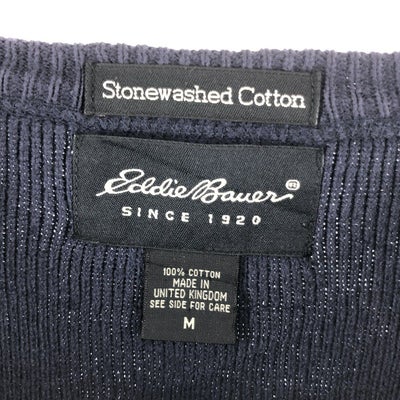 Stonewashed Cotton
Eddie Bauer
SINCE 1920
100% COTTON
MADE IN
UNITED KINGDOM
SEE SIDE FOR CARE
M